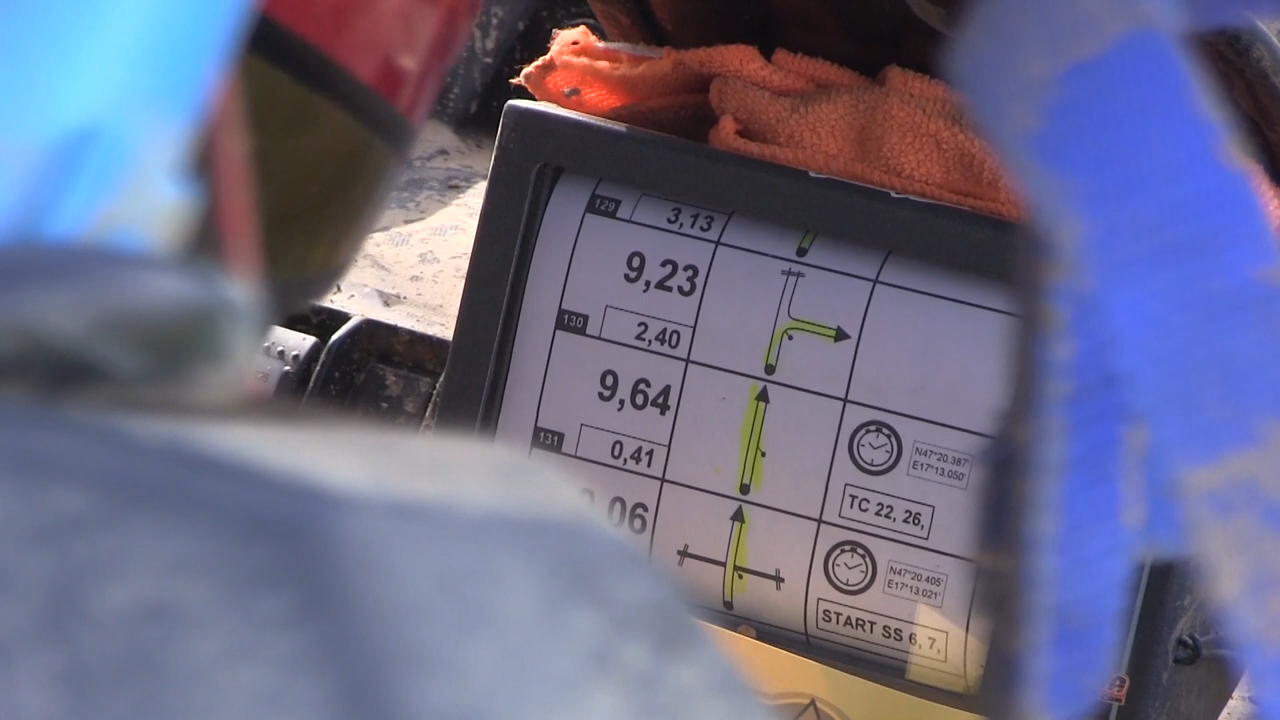 129 3,13
9,23
130 2,40
9,64
131 0,41
N47°20.387'
E17°13.050'
TC 22, 26,
06
N47°20.405'
E17°13.021'
START SS 6, 7,